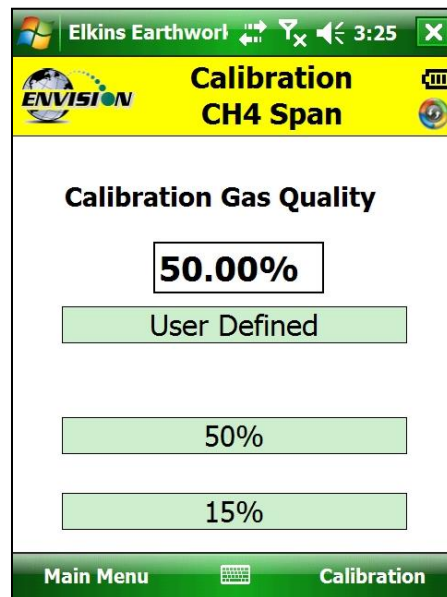 Elkins Earthworl 3:25
ENVISION
Calibration
CH4 Span
Calibration Gas Quality
50.00%
User Defined
50%
15%
Main Menu Calibration